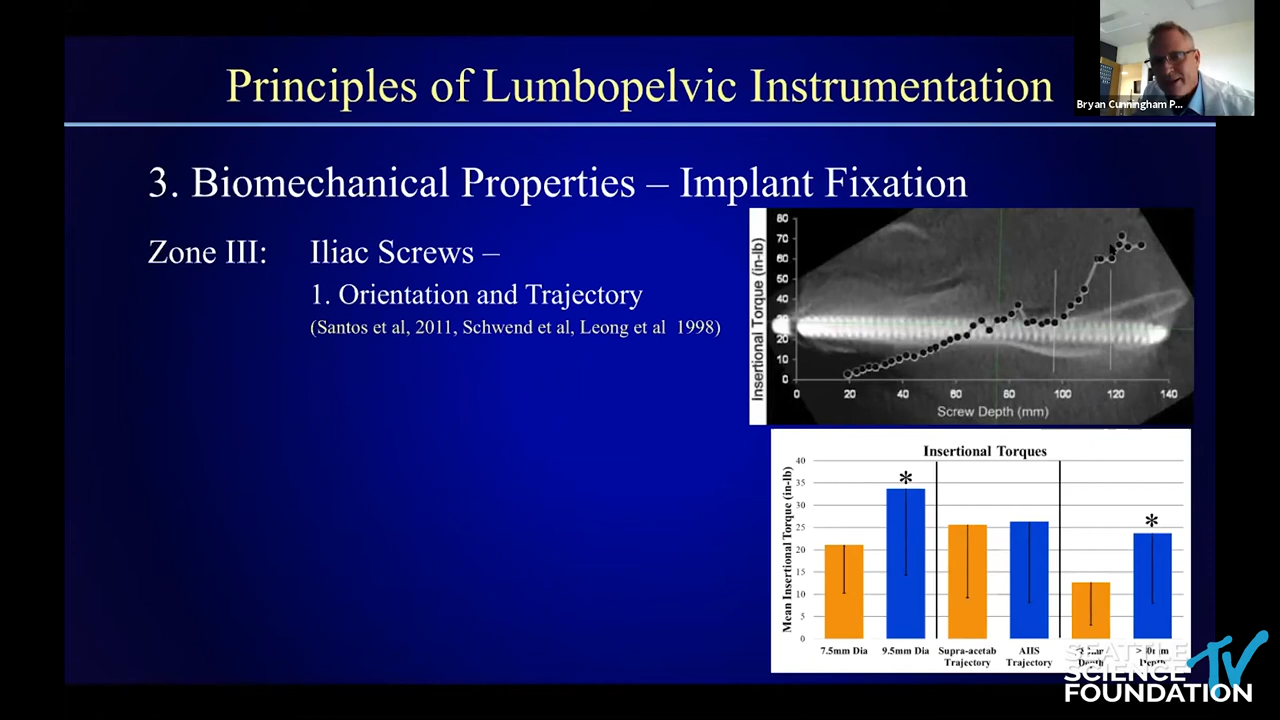 Principles of Lumbopelvic Instrumentation
Bryan Cunningham P...
3. Biomechanical Properties – Implant Fixation
Zone III: Iliac Screws –
1. Orientation and Trajectory
(Santos et al, 2011, Schwend et al, Leong et al 1998)
Insertional Torque (in-lb)
80
70
60
50
40
30
20
10
0
0 20 40 60 80 100 120 140
Screw Depth (mm)
Insertional Torques
Mean Insertional Torque (in-lb)
40
35
30
25
20
15
10
5
0
* *
7.5mm Dia 9.5mm Dia Supra-acetab Trajectory AIIS Trajectory Depth Depth
SEATTLE
SCIENCE
FOUNDATION
TV